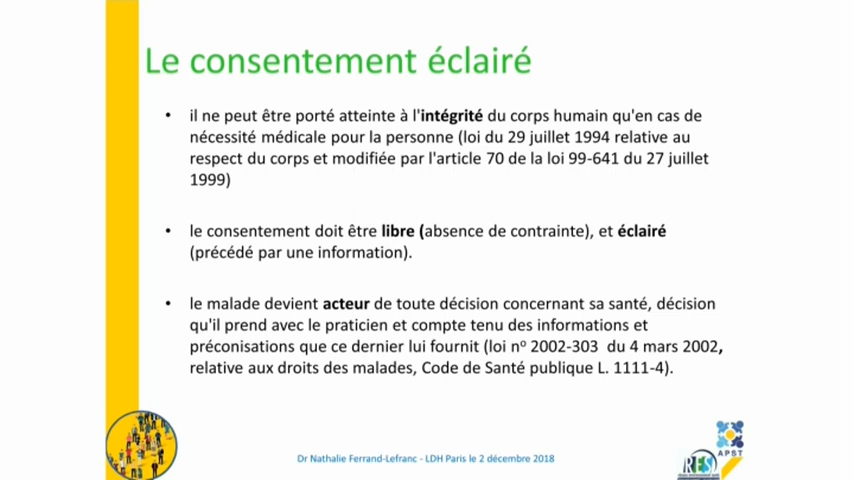 Le consentement éclairé
• il ne peut être porté atteinte à l'intégrité du corps humain qu'en cas de
nécessité médicale pour la personne (loi du 29 juillet 1994 relative au
respect du corps et modifiée par l'article 70 de la loi 99-641 du 27 juillet
1999)
• le consentement doit être libre (absence de contrainte), et éclairé
(précédé par une information).
• le malade devient acteur de toute décision concernant sa santé, décision
qu'il prend avec le praticien et compte tenu des informations et
préconisations que ce dernier lui fournit (loi nº 2002-303 du 4 mars 2002,
relative aux droits des malades, Code de Santé publique L. 1111-4).
Dr Nathalie Ferrand-Lefranc - LDH Paris le 2 décembre 2018
APST
RES